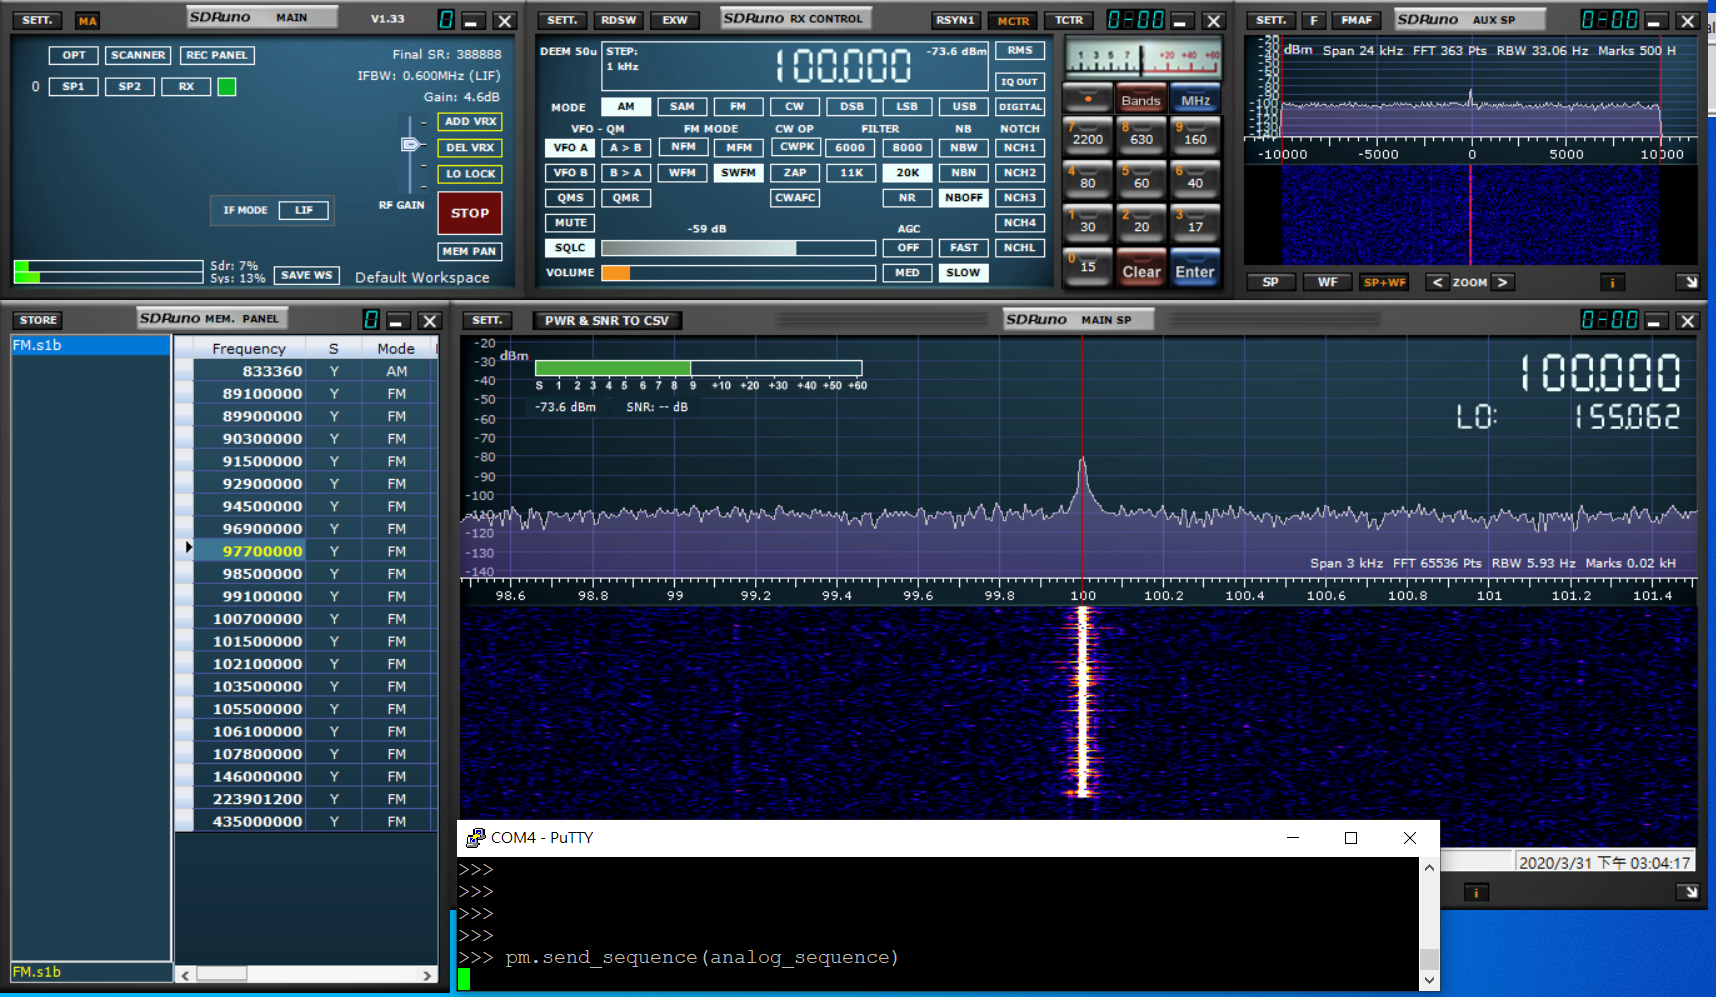 SETT. MA SDRuno MAIN V1.33 0
OPT SCANNER REC PANEL Final SR: 388888
IFBW: 0.600MHz (LIF)
0 SP1 SP2 RX Gain: 4.6dB
ADD VRX
DEL VRX
LO LOCK
RF GAIN
IF MODE LIF STOP
MEM PAN
Sdr: 7%
Sys: 13% SAVE WS Default Workspace
SETT. RDSW EXW SDRuno RX CONTROL RSYN1 MCTR TCTR 0-00
DEEM 50u STEP: 1 kHz 100.000 -73.6 dBm RMS
IQ OUT
MODE AM SAM FM CW DSB LSB USB DIGITAL
VFO - QM FM MODE CW OP FILTER NB NOTCH
VFO A A > B NFM MFM CWPK 6000 8000 NBW NCH1
VFO B B > A WFM SWFM ZAP 11K 20K NBN NCH2
QMS QMR CWAFC NR NBOFF NCH3
MUTE -59 dB AGC NCH4
SQLC OFF FAST NCHL
VOLUME MED SLOW
1 3 5 7 +20 +40 +60
Bands MHz
7 2200 8 630 9 160
4 80 5 60 6 40
1 30 2 20 3 17
0 15 Clear Enter
SETT. F FMAF SDRuno AUX SP 0-00
dBm Span 24 kHz FFT 363 Pts RBW 33.06 Hz Marks 500 H
-20
-30
-40
-50
-60
-70
-80
-90
-100
-110
-120
-130
-140
-10000 -5000 0 5000 10000
SP WF SP+WF < ZOOM > i
STORE SDRuno MEM. PANEL 0
FM.s1b
Frequency S Mode
833360 Y AM
89100000 Y FM
89900000 Y FM
90300000 Y FM
91500000 Y FM
92900000 Y FM
94500000 Y FM
96900000 Y FM
97700000 Y FM
98500000 Y FM
99100000 Y FM
100700000 Y FM
101500000 Y FM
102100000 Y FM
103500000 Y FM
105500000 Y FM
106100000 Y FM
107800000 Y FM
146000000 Y FM
223901200 Y FM
435000000 Y FM
FM.s1b
SETT. PWR & SNR TO CSV SDRuno MAIN SP 0-00
dBm
S 1 2 3 4 5 6 7 8 9 +10 +20 +30 +40 +50 +60
-73.6 dBm SNR: -- dB
100.000
LO: 155.062
-20
-30
-40
-50
-60
-70
-80
-90
-100
-110
-120
-130
-140
Span 3 kHz FFT 65536 Pts RBW 5.93 Hz Marks 0.02 kH
98.6 98.8 99 99.2 99.4 99.6 99.8 100 100.2 100.4 100.6 100.8 101 101.2 101.4
2020/3/31 下午 03:04:17
i
COM4 - PuTTY
>>>
>>>
>>>
>>>
>>> pm.send_sequence(analog_sequence)